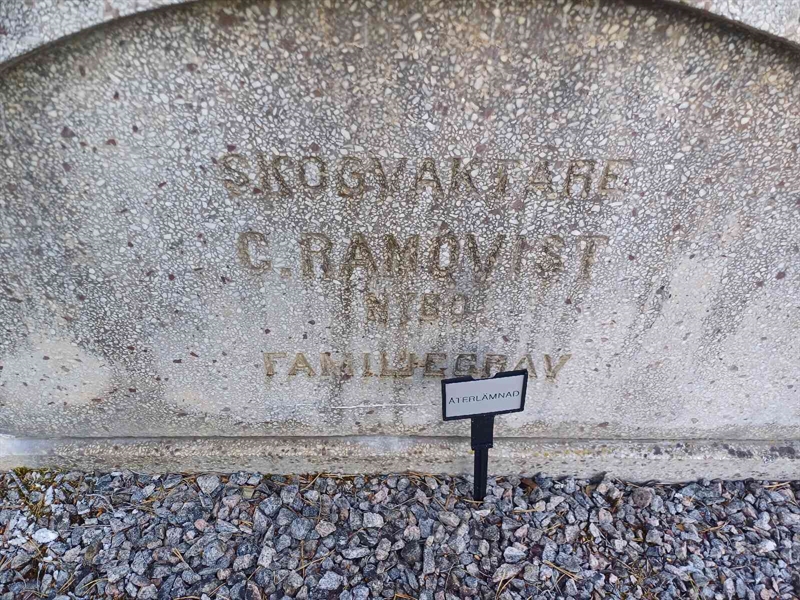 SKOGVAKTARE
C. RAMQVIST
NYBO
FAMILJEGRAV
ÅTERLÄMNAD